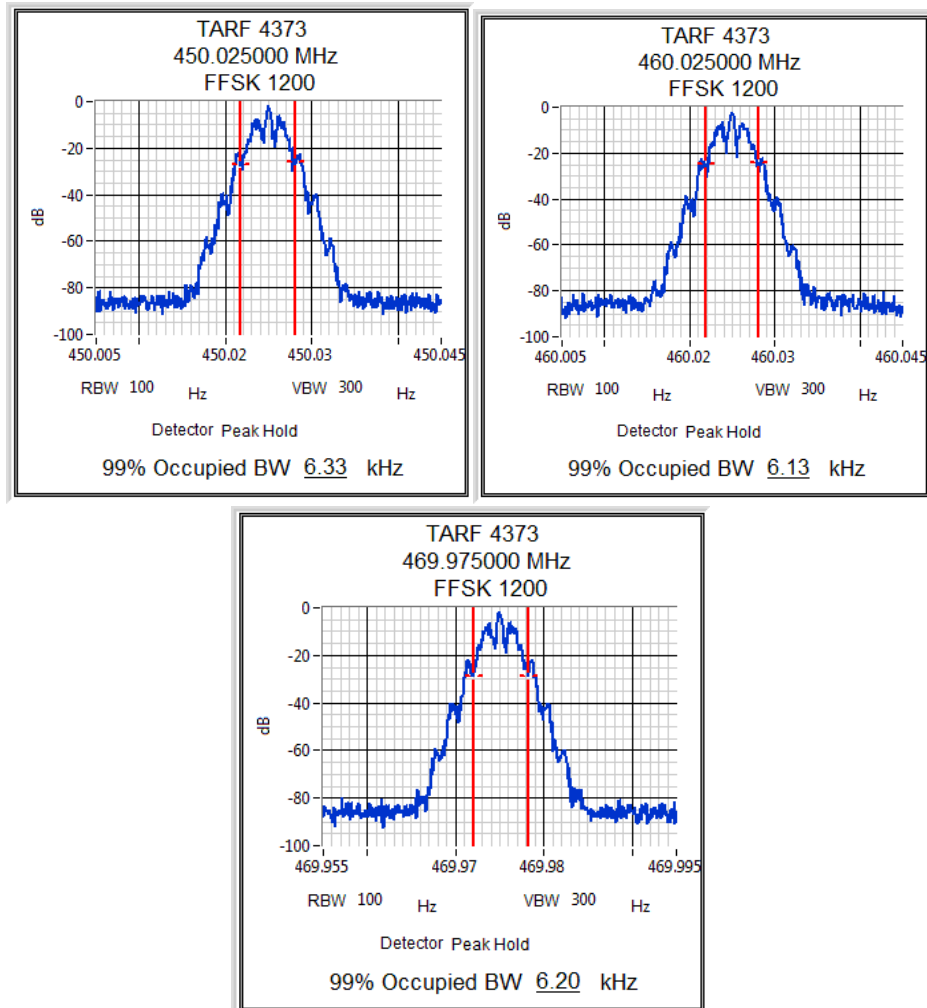 TARF 4373
450.025000 MHz
FFSK 1200
0
-20
-40
-60
-80
-100
dB
450.005 450.02 450.03 450.045
RBW 100 Hz VBW 300 Hz
Detector Peak Hold
99% Occupied BW 6.33 kHz
TARF 4373
460.025000 MHz
FFSK 1200
0
-20
-40
-60
-80
-100
dB
460.005 460.02 460.03 460.045
RBW 100 Hz VBW 300 Hz
Detector Peak Hold
99% Occupied BW 6.13 kHz
TARF 4373
469.975000 MHz
FFSK 1200
0
-20
-40
-60
-80
-100
dB
469.955 469.97 469.98 469.995
RBW 100 Hz VBW 300 Hz
Detector Peak Hold
99% Occupied BW 6.20 kHz